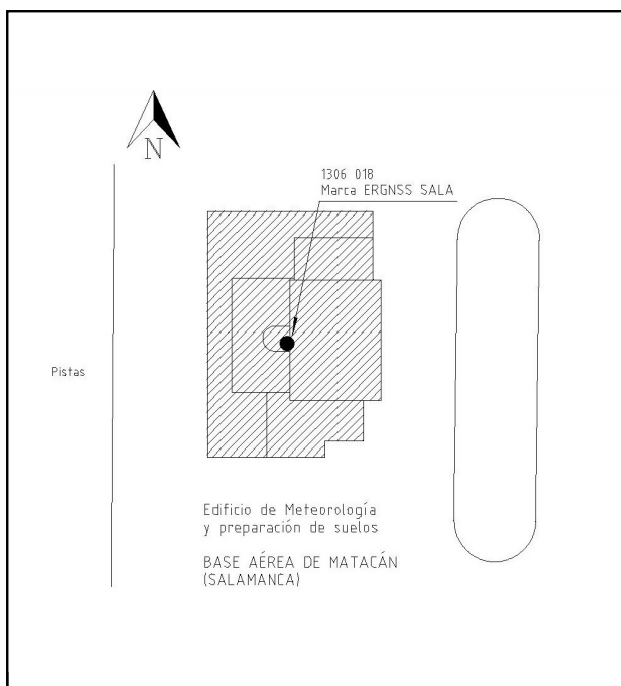 N
1306 018
Marca ERGNSS SALA
Pistas
Edificio de Meteorología
y preparación de suelos
BASE AÉREA DE MATACÁN
(SALAMANCA)